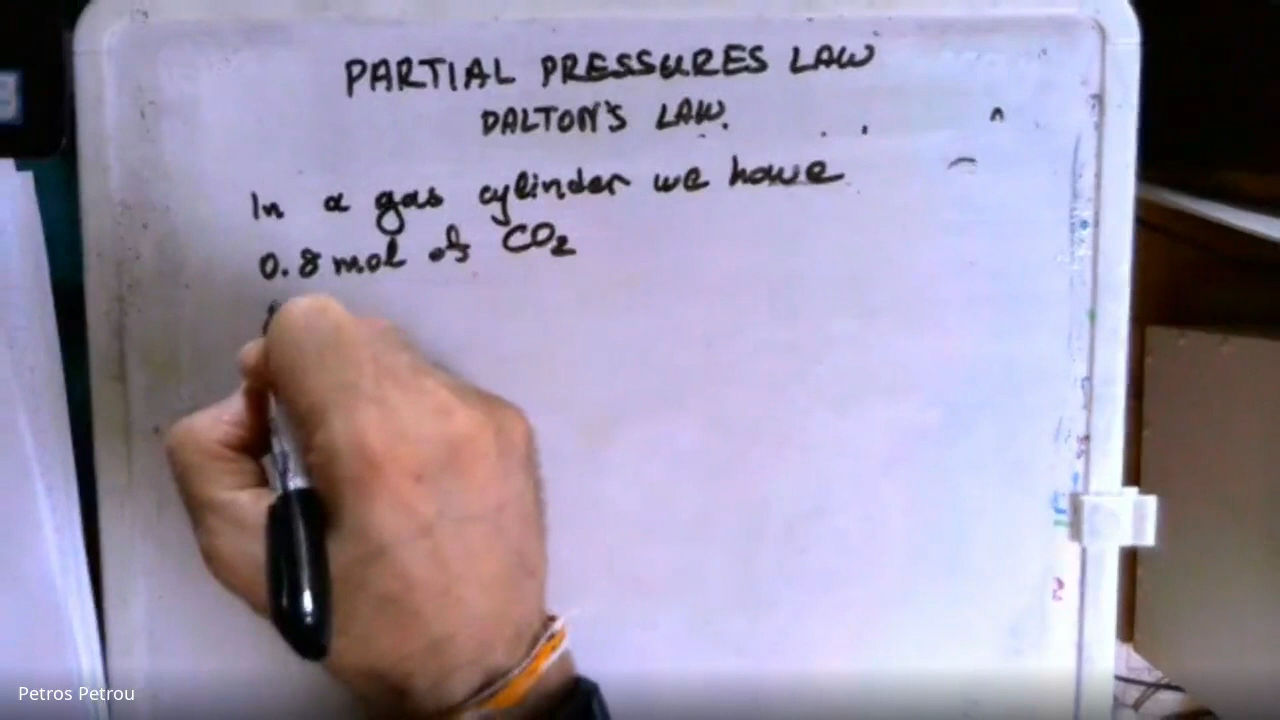 PARTIAL PRESSURES LAW
DALTON'S LAW.
In a gas cylinder we have
0.8 mol of CO2
Petros Petrou